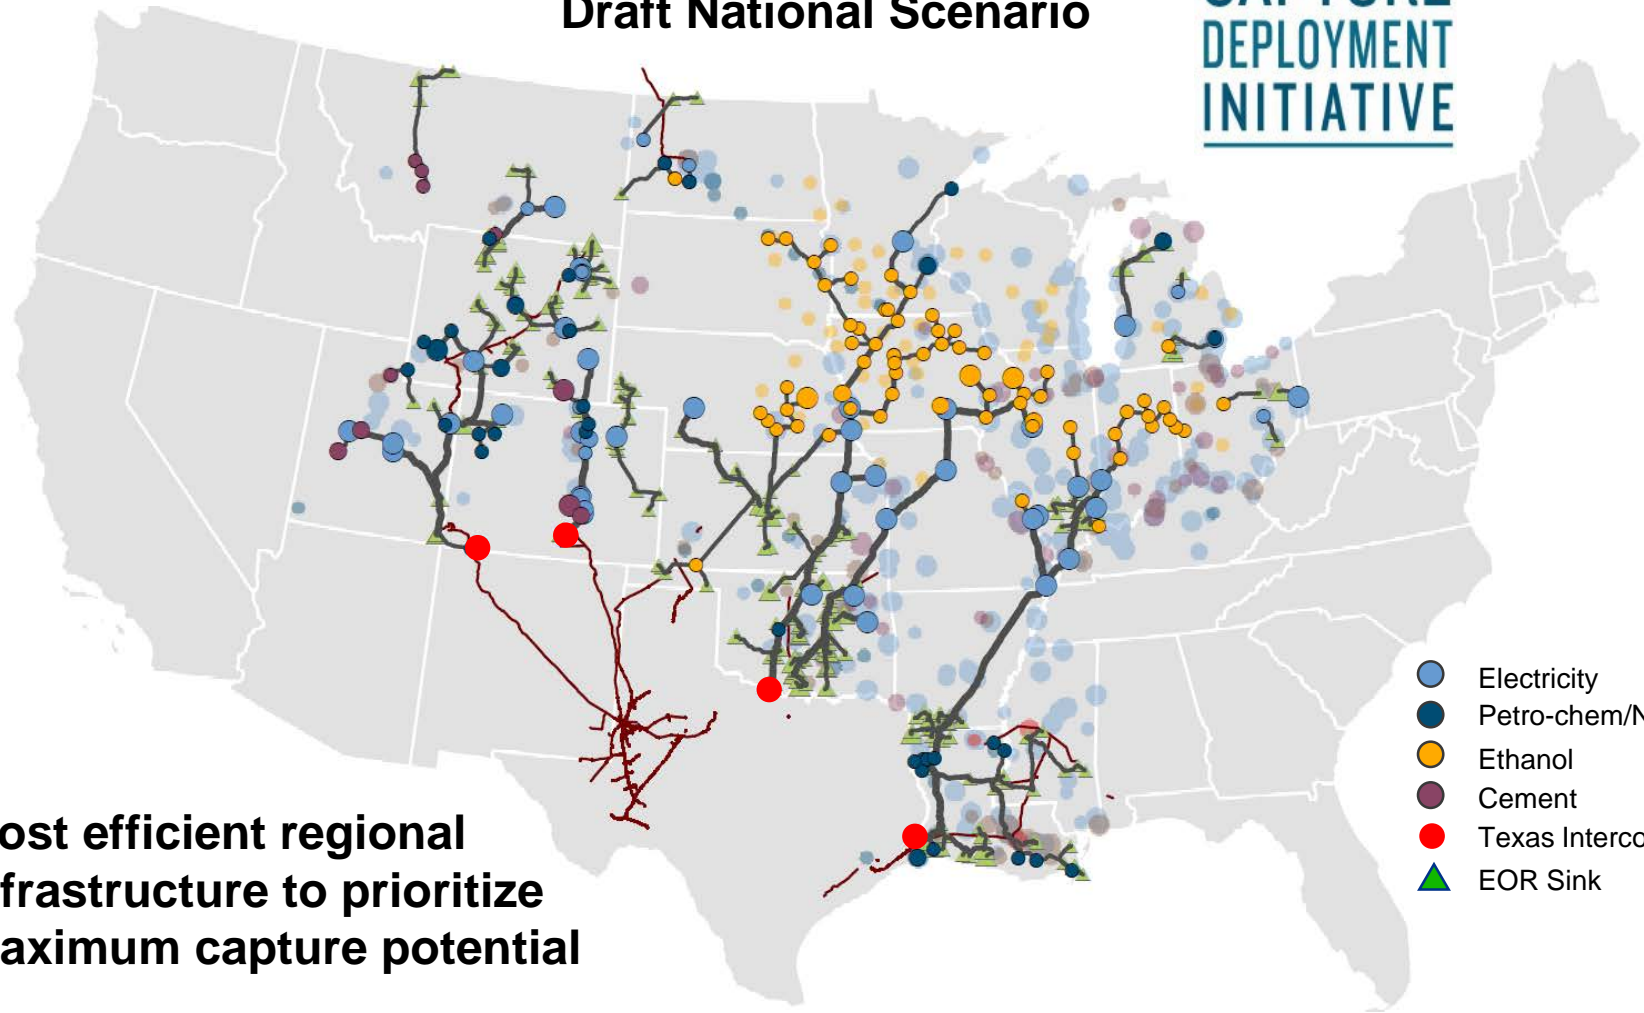 Draft National Scenario
CAPTURE
DEPLOYMENT
INITIATIVE
Electricity
Petro-chem/N
Ethanol
Cement
Texas Interco
EOR Sink
ost efficient regional
frastructure to prioritize
aximum capture potential